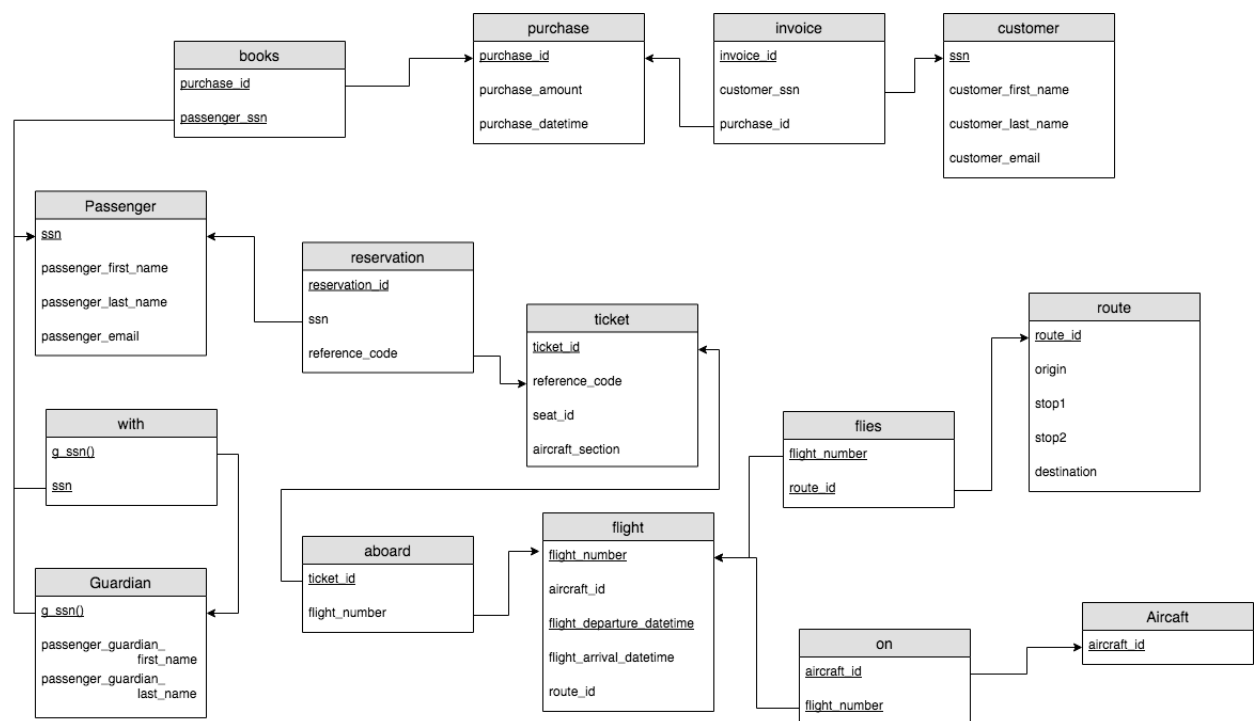 books
purchase_id
passenger_ssn
purchase
purchase_id
purchase_amount
purchase_datetime
invoice
invoice_id
customer_ssn
purchase_id
customer
ssn
customer_first_name
customer_last_name
customer_email
Passenger
ssn
passenger_first_name
passenger_last_name
passenger_email
reservation
reservation_id
ssn
reference_code
ticket
ticket_id
reference_code
seat_id
aircraft_section
route
route_id
origin
stop1
stop2
destination
with
g_ssn()
ssn
flies
flight_number
route_id
Guardian
g_ssn()
passenger_guardian_
first_name
passenger_guardian_
last_name
aboard
ticket_id
flight_number
flight
flight_number
aircraft_id
flight_departure_datetime
flight_arrival_datetime
route_id
on
aircraft_id
flight_number
Aircaft
aircraft_id